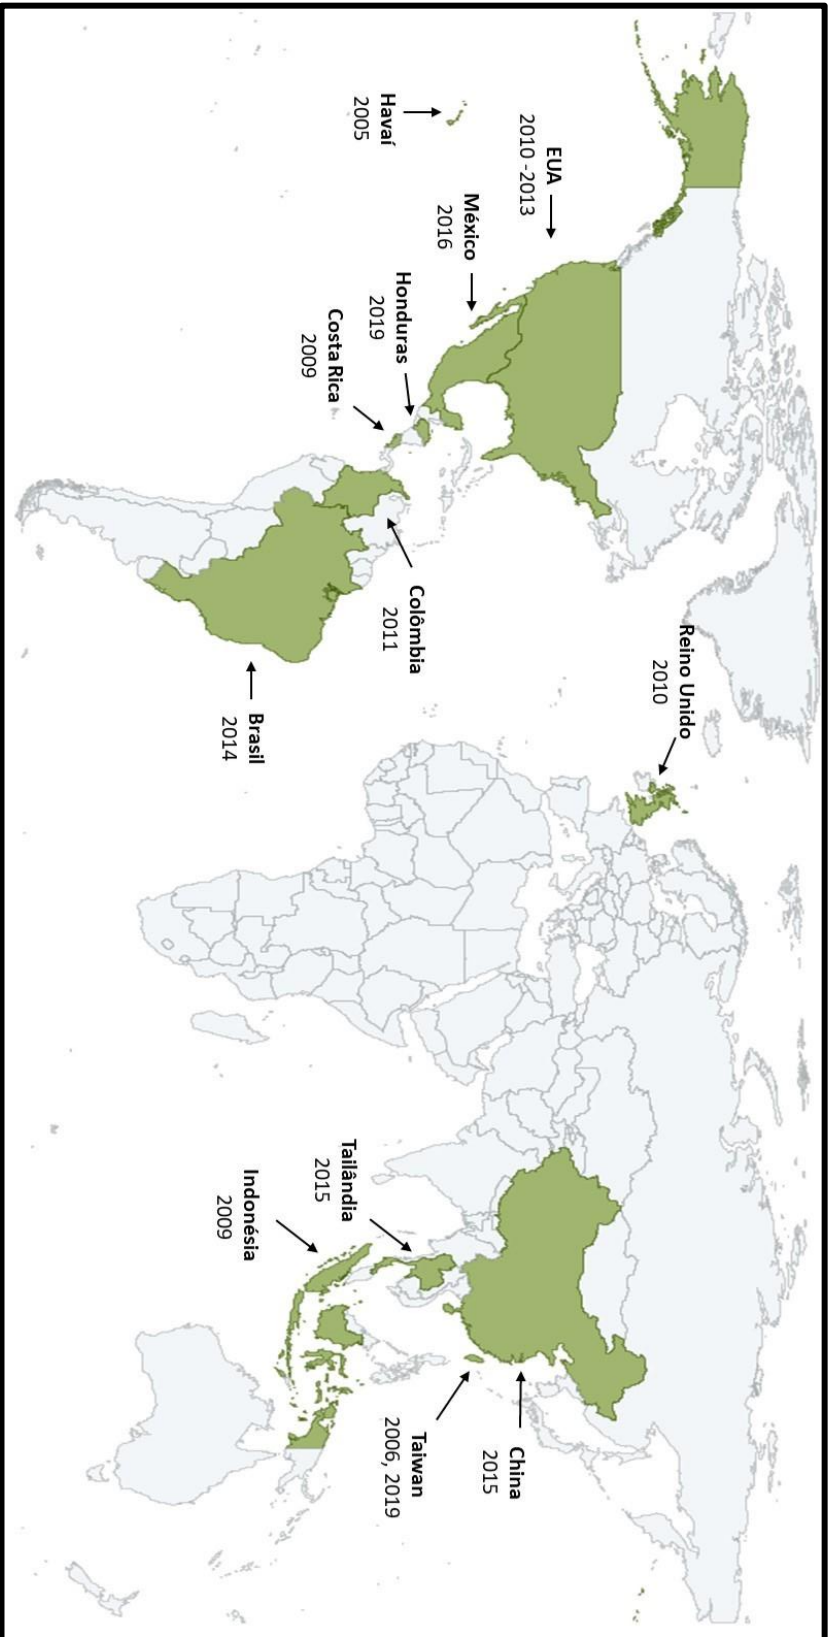 Havaí
2005
EUA
2010 -2013
México
2016
Honduras
2019
Costa Rica
2009
Colômbia
2011
Brasil
2014
Reino Unido
2010
Tailândia
2015
Indonésia
2009
China
2015
Taiwan
2006, 2019